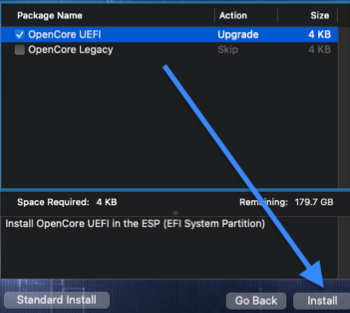 Package Name Action Size
OpenCore UEFI Upgrade 4 KB
OpenCore Legacy Skip 4 KB
Space Required: 4 KB Remaining: 179.7 GB
Install OpenCore UEFI in the ESP (EFI System Partition)
Standard Install Go Back Install